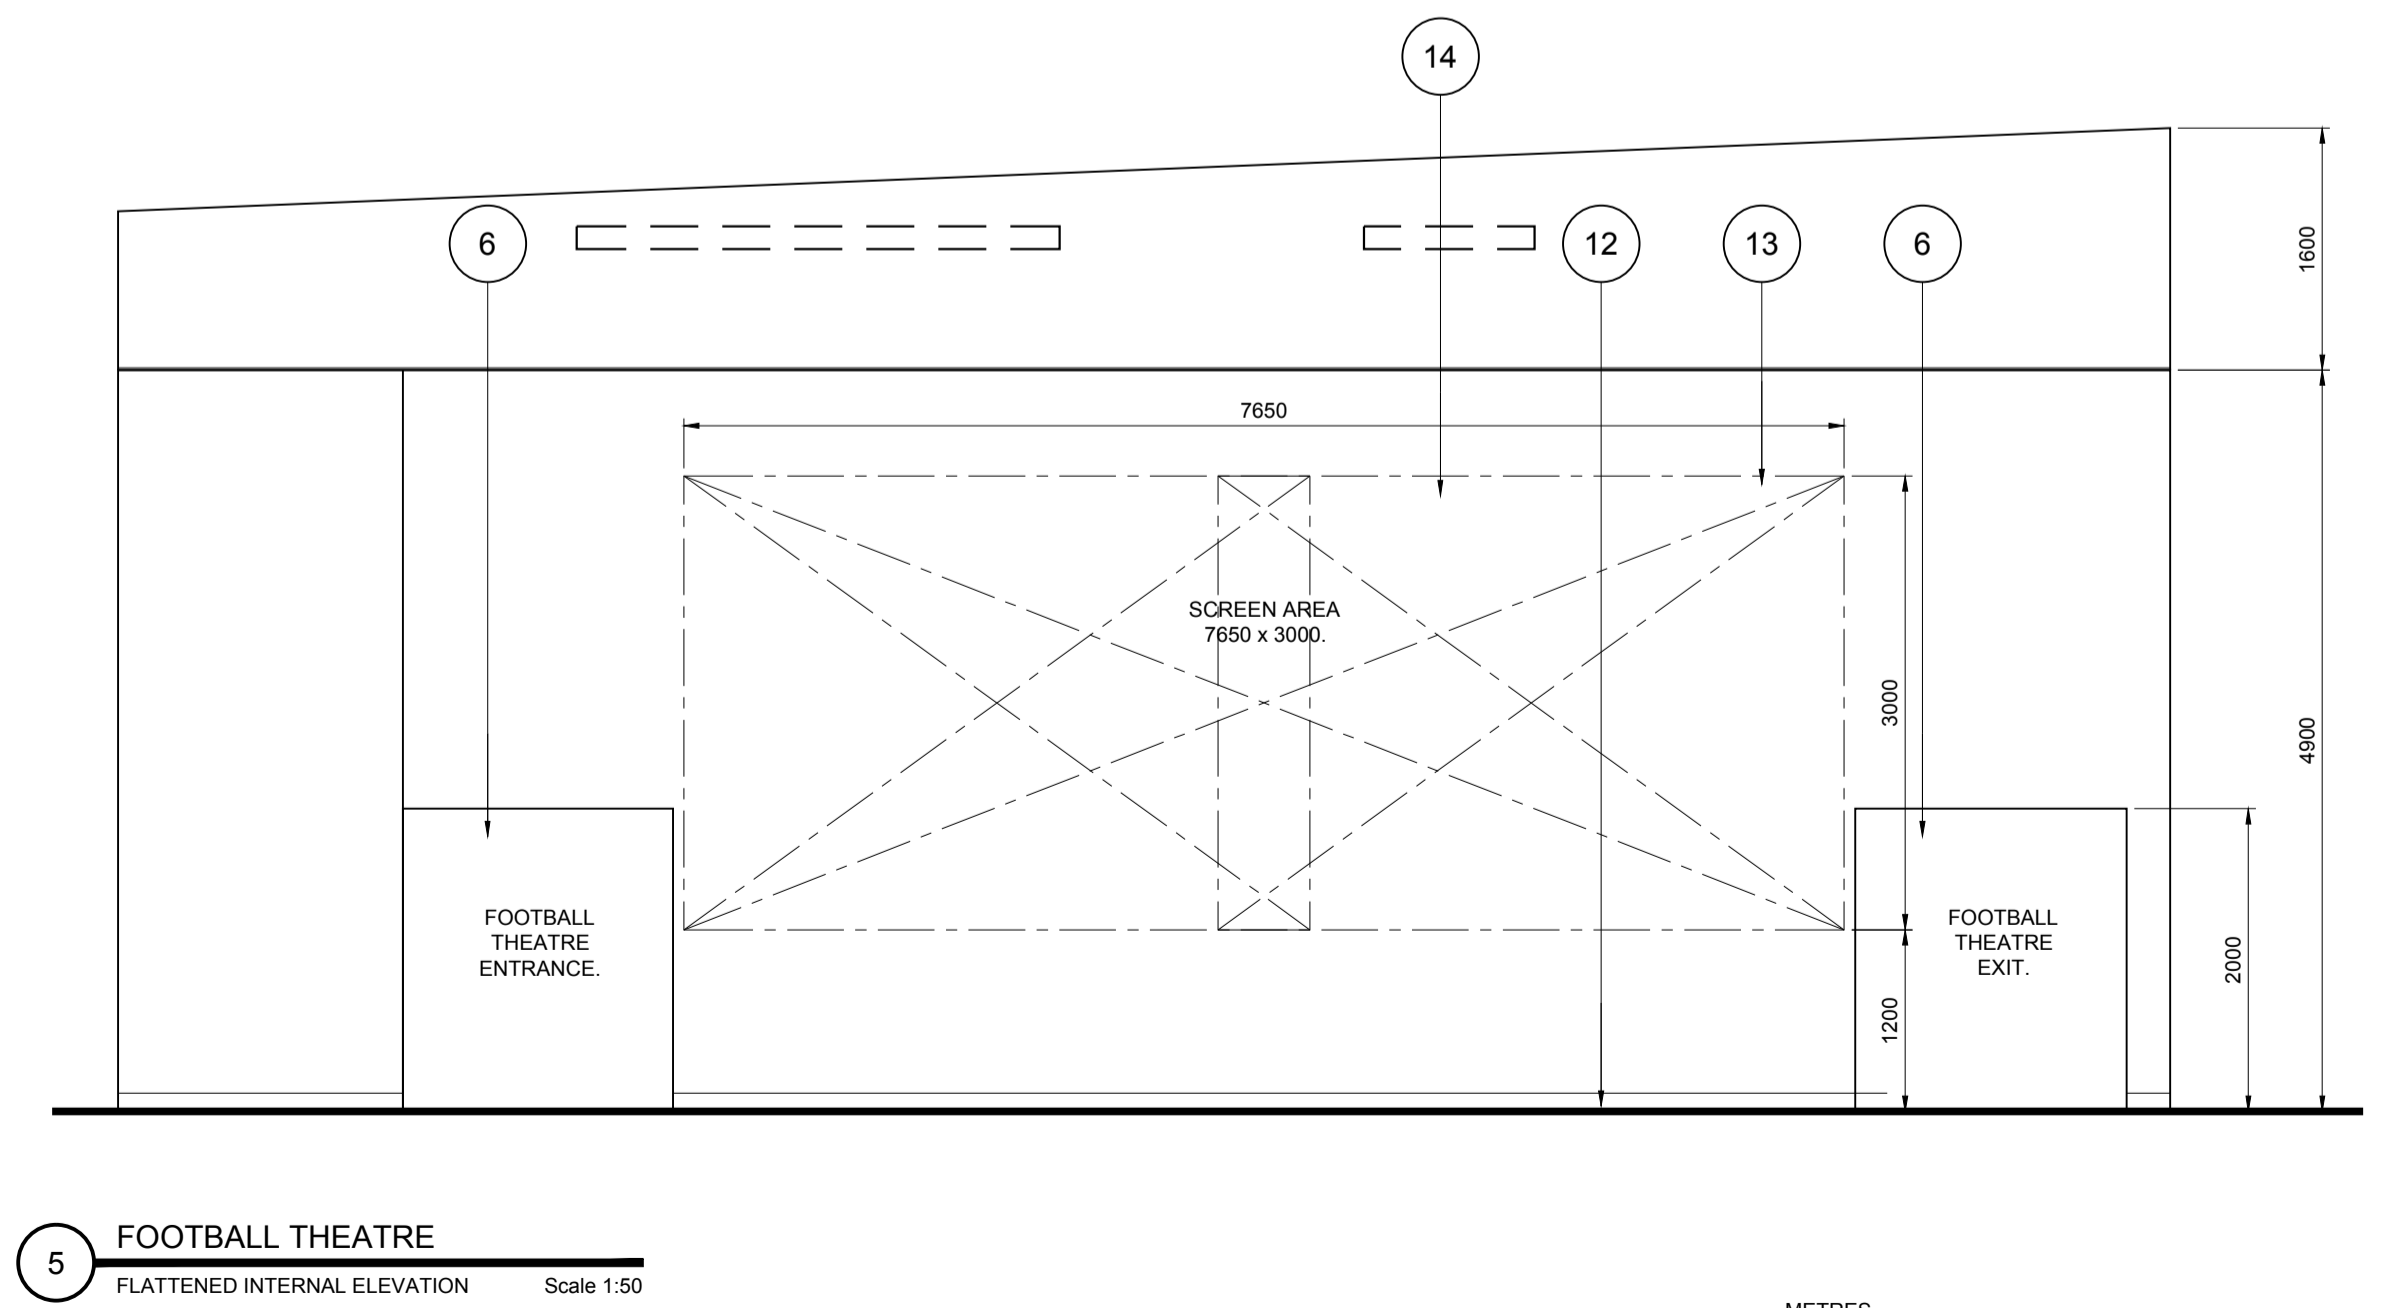 14
6
12
13
6
1600
7650
SCREEN AREA
7650 x 3000.
3000
4900
FOOTBALL
THEATRE
ENTRANCE.
FOOTBALL
THEATRE
EXIT.
2000
1200
5
FOOTBALL THEATRE
FLATTENED INTERNAL ELEVATION Scale 1:50
METRES